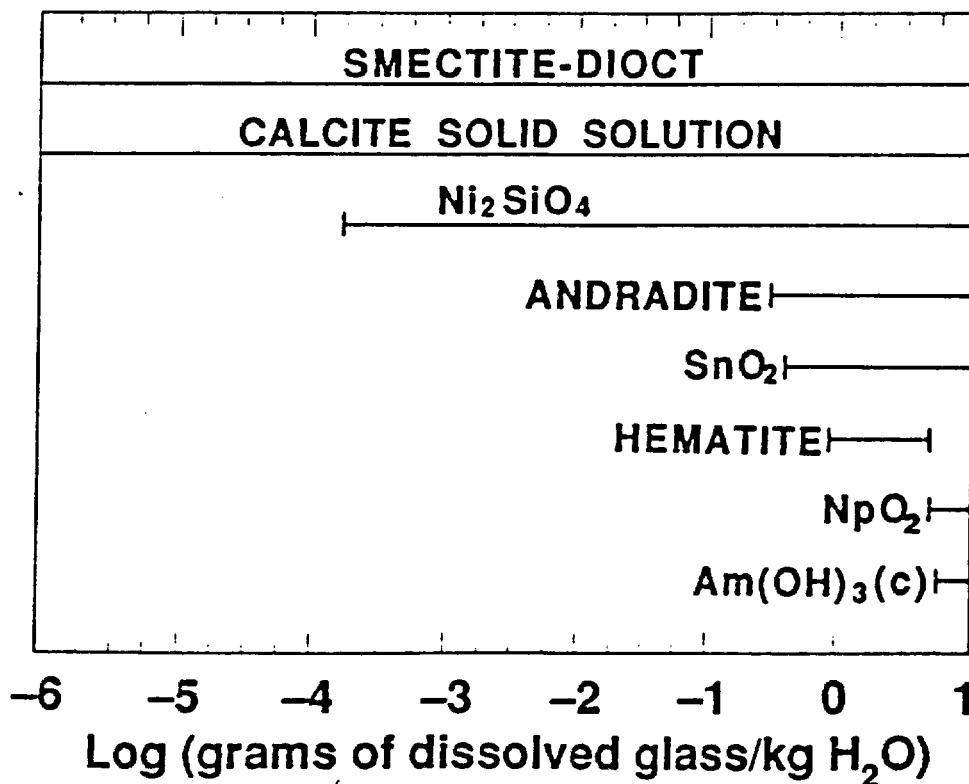 SMECTITE-DIOCT
CALCITE SOLID SOLUTION
Ni₂SiO₄
ANDRADITE
SnO₂
HEMATITE
NpO₂
Am(OH)₃(c)
−6 −5 −4 −3 −2 −1 0 1
Log (grams of dissolved glass/kg H₂O)